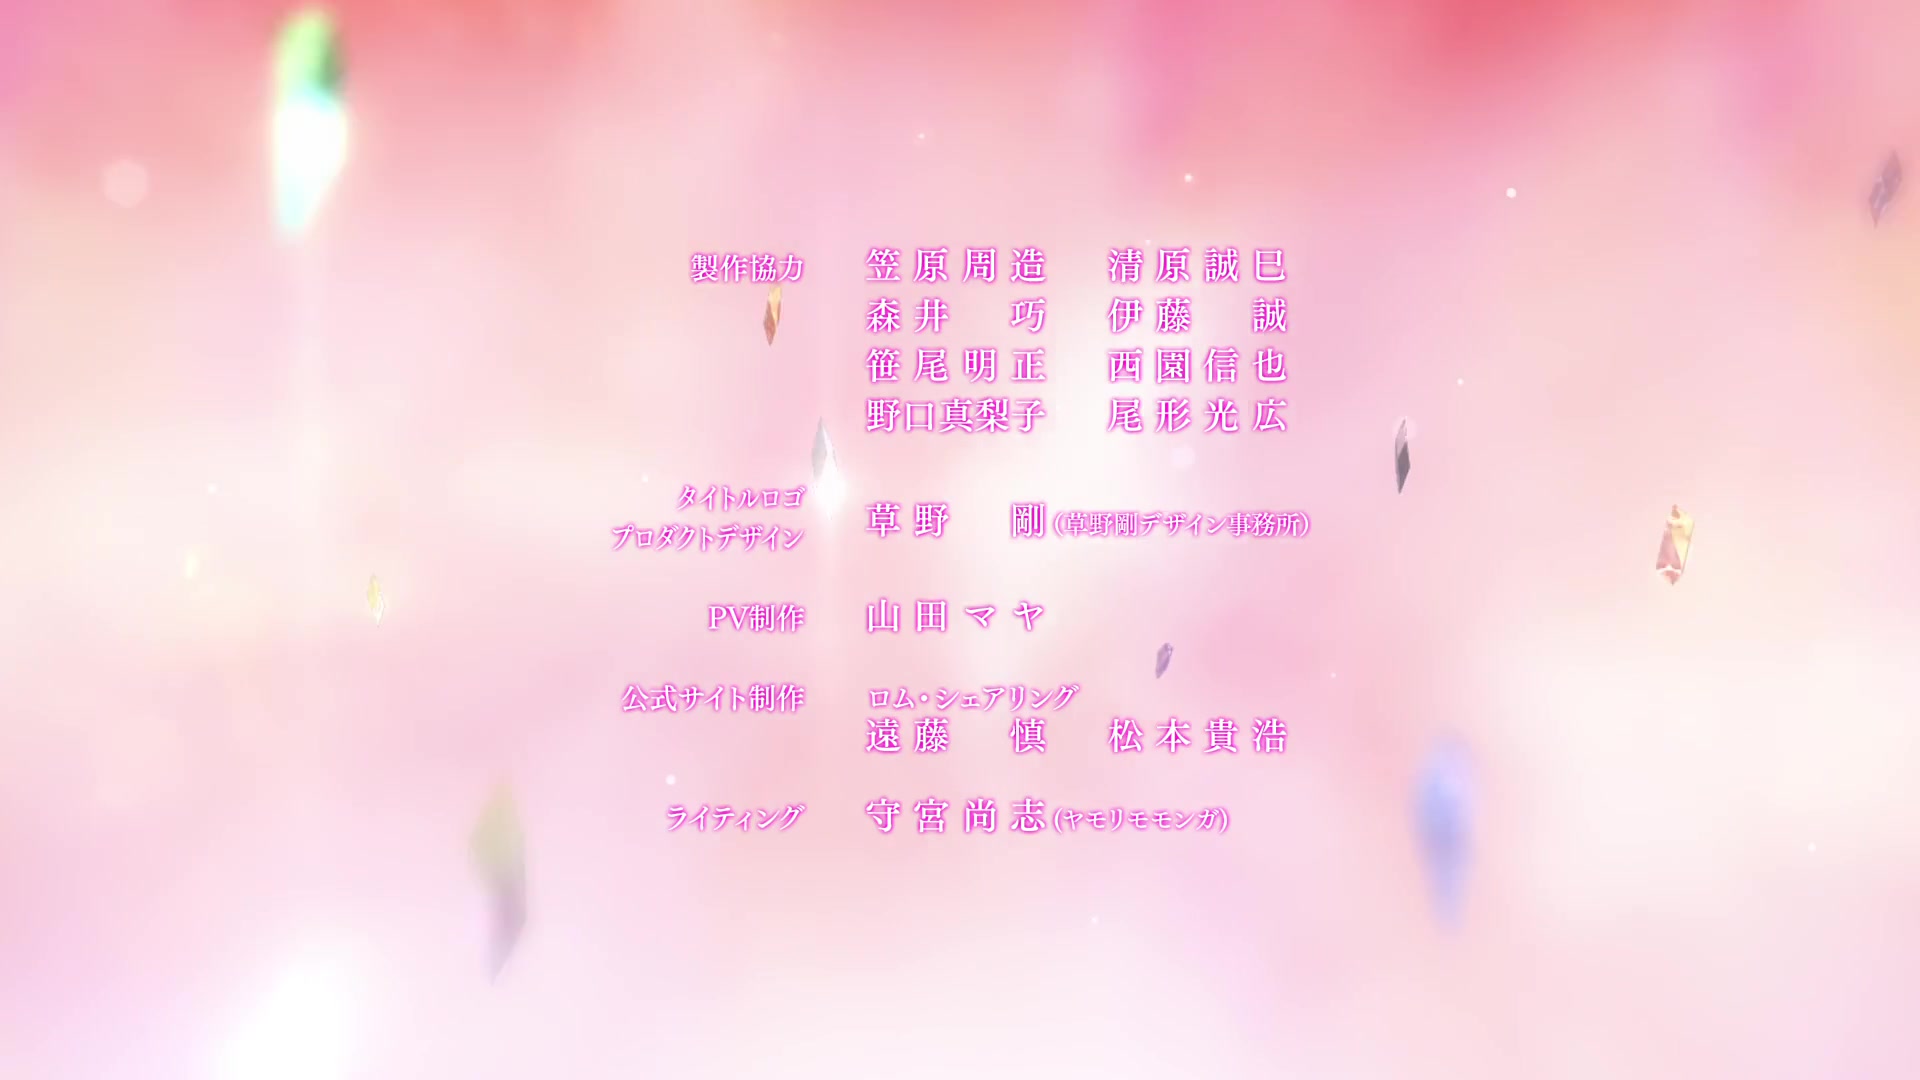 製作協力 笠原周造 清原誠巳
森井 巧 伊藤 誠
笹尾明正 西園信也
野口真梨子 尾形光広
タイトルロゴ
プロダクトデザイン 草野 剛(草野剛デザイン事務所)
PV制作 山田マヤ
公式サイト制作 ロム・シェアリング
遠藤 慎 松本貴浩
ライティング 守宮尚志(ヤモリモモンガ)